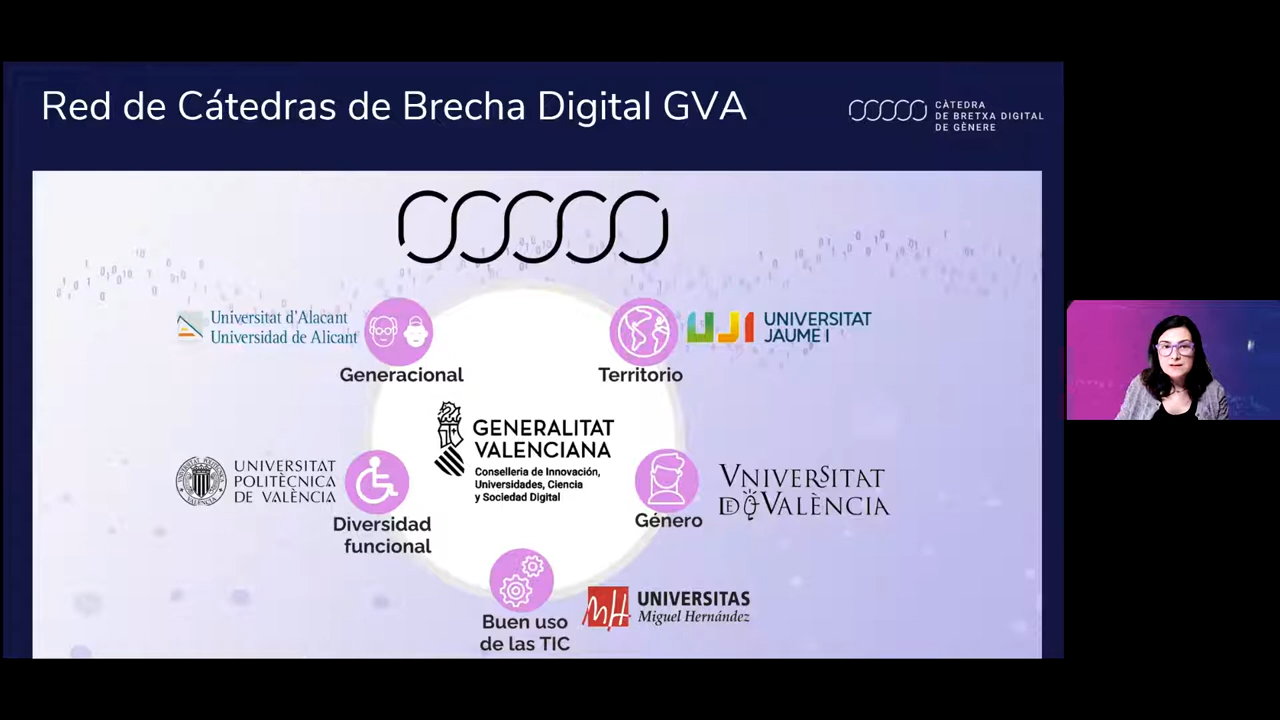 Red de Cátedras de Brecha Digital GVA
CÀTEDRA
DE BRETXA DIGITAL
DE GÈNERE
Universitat d'Alacant
Universidad de Alicant
Generacional
Territorio
UJI
UNIVERSITAT
JAUME I
GENERALITAT
VALENCIANA
Conselleria de Innovación,
Universidades, Ciencia
y Sociedad Digital
UNIVERSITAT
POLITÈCNICA
DE VALÈNCIA
Diversidad
funcional
Género
VNIVERSITAT
DE VALÈNCIA
Buen uso
de las TIC
UNIVERSITAS
Miguel Hernández